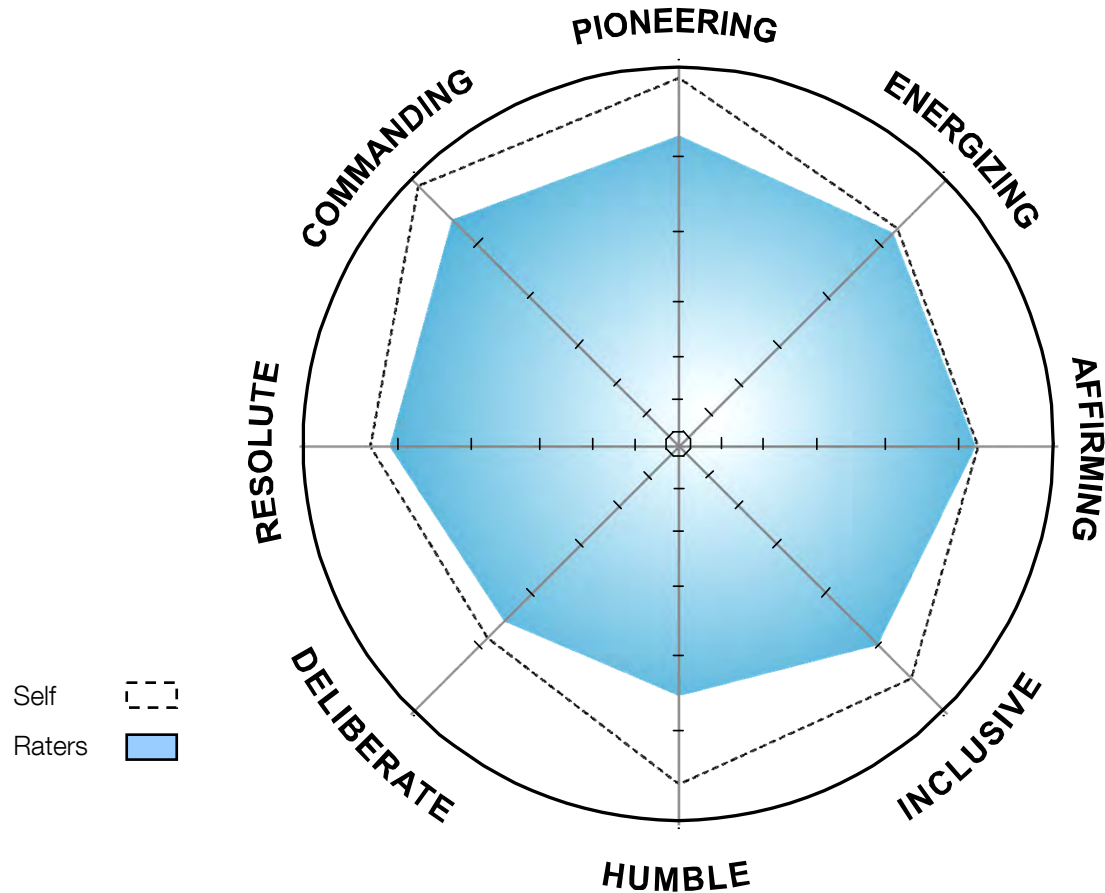 PIONEERING
ENERGIZING
COMMANDING
AFFIRMING
RESOLUTE
INCLUSIVE
DELIBERATE
HUMBLE
Self
Raters